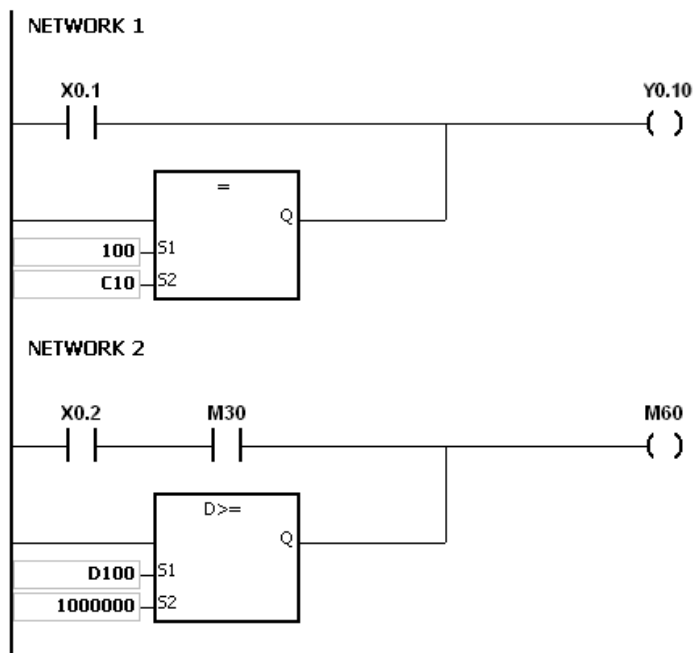 NETWORK 1
X0.1 Y0.10
=
Q
100 S1
C10 S2
NETWORK 2
X0.2 M30 M60
D>=
Q
D100 S1
1000000 S2